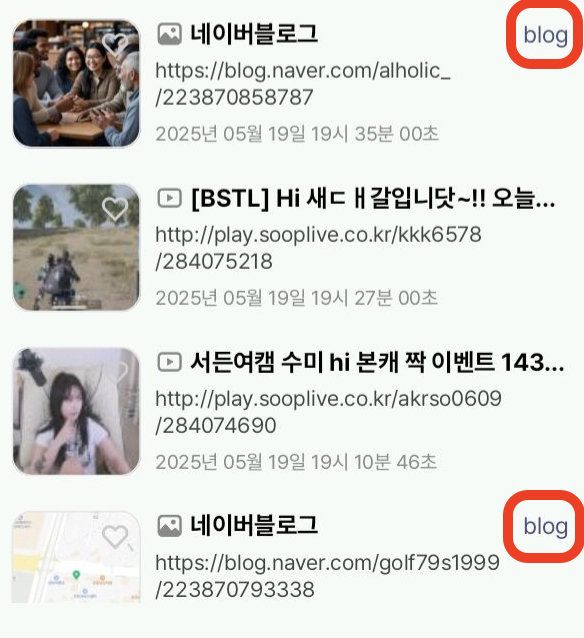 네이버블로그
blog
https://blog.naver.com/alholic_
/223870858787
2025년 05월 19일 19시 35분 00초
[BSTL] Hi 새ㄷㅐ갈입니닷~!! 오늘...
http://play.sooplive.co.kr/kkk6578
/284075218
2025년 05월 19일 19시 27분 00초
서든여캠 수미 hi 본캐 짝 이벤트 143...
http://play.sooplive.co.kr/akrso0609
/284074690
2025년 05월 19일 19시 10분 46초
네이버블로그
blog
https://blog.naver.com/golf79s1999
/223870793338